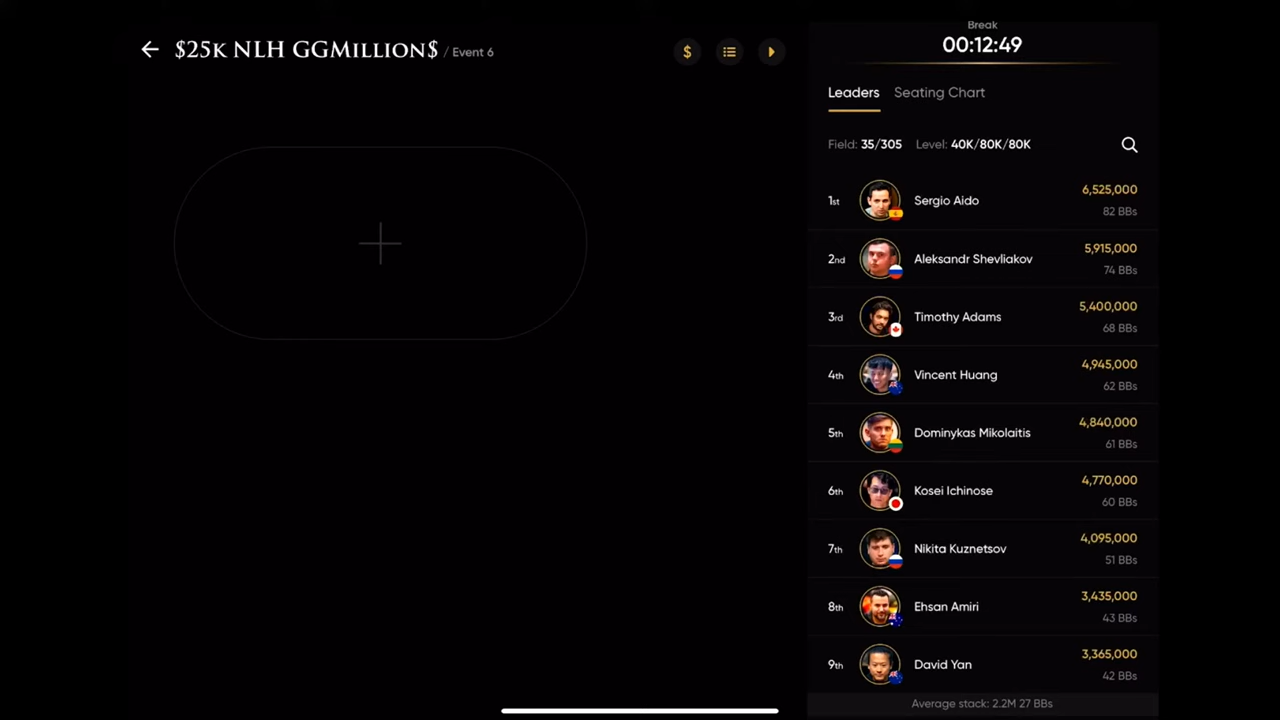 $25K NLH GGMILLION$ / Event 6
Break
00:12:49
Leaders Seating Chart
Field: 35/305 Level: 40K/80K/80K
1st Sergio Aido 6,525,000
82 BBs
2nd Aleksandr Shevliakov 5,915,000
74 BBs
3rd Timothy Adams 5,400,000
68 BBs
4th Vincent Huang 4,945,000
62 BBs
5th Dominykas Mikolaitis 4,840,000
61 BBs
6th Kosei Ichinose 4,770,000
60 BBs
7th Nikita Kuznetsov 4,095,000
51 BBs
8th Ehsan Amiri 3,435,000
43 BBs
9th David Yan 3,365,000
42 BBs
Average stack: 2.2M 27 BBs